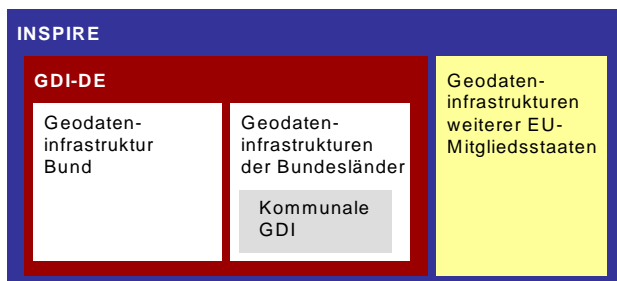 INSPIRE
GDI-DE
Geodaten-
infrastruktur
Bund
Geodaten-
infrastrukturen
der Bundesländer
Kommunale
GDI
Geodaten-
infrastrukturen
weiterer EU-
Mitgliedsstaaten